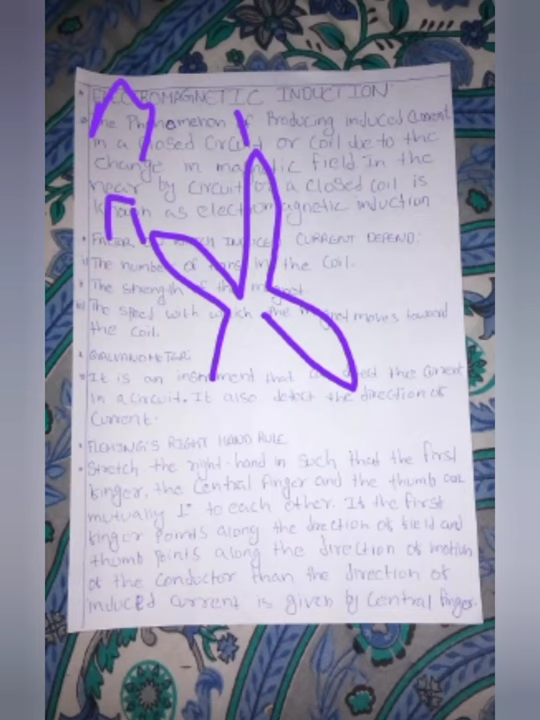 ELECTROMAGNETIC INDUCTION
The Phenomenon of Producing induced current
in a closed Circuit or coil due to the
change in magnetic field In the
near by circuit or a closed coil is
known as electromagnetic induction
INDUCED CURRENT DEPEND:
The number of turns in the Coil.
The strength of the magnet
The speed with which the magnet moves toward
the coil.
GALVANOMETER
It is an instrument that can detect the Current
in a circuit. It also detect the direction of
Current.
FLEMING'S RIGHT HAND RULE
Stretch the right-hand in such that the first
finger, the Central finger and the thumb are
mutually ⊥ to each other. If the first
finger Points along the direction of field and
thumb points along the direction of motion
of the conductor than the direction of
induced current is given by Central finger.